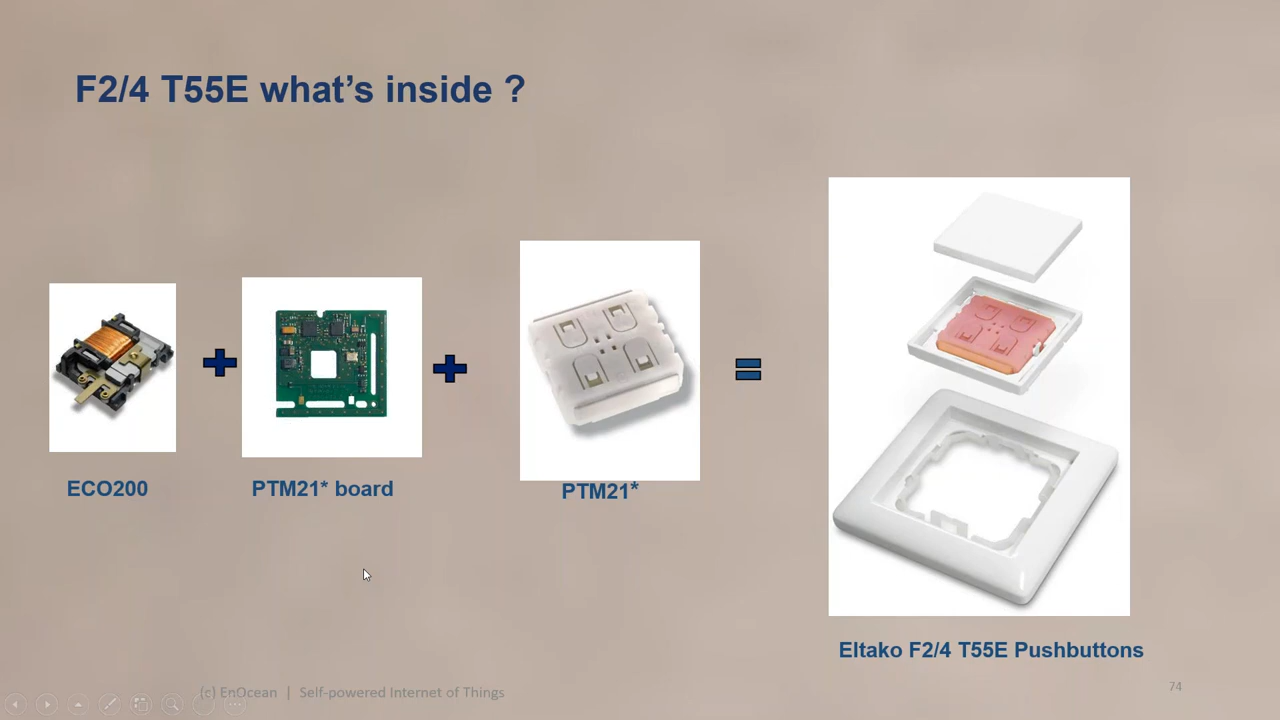 F2/4 T55E what’s inside ?
ECO200
PTM21* board
PTM21*
Eltako F2/4 T55E Pushbuttons
(c) EnOcean | Self-powered Internet of Things
74